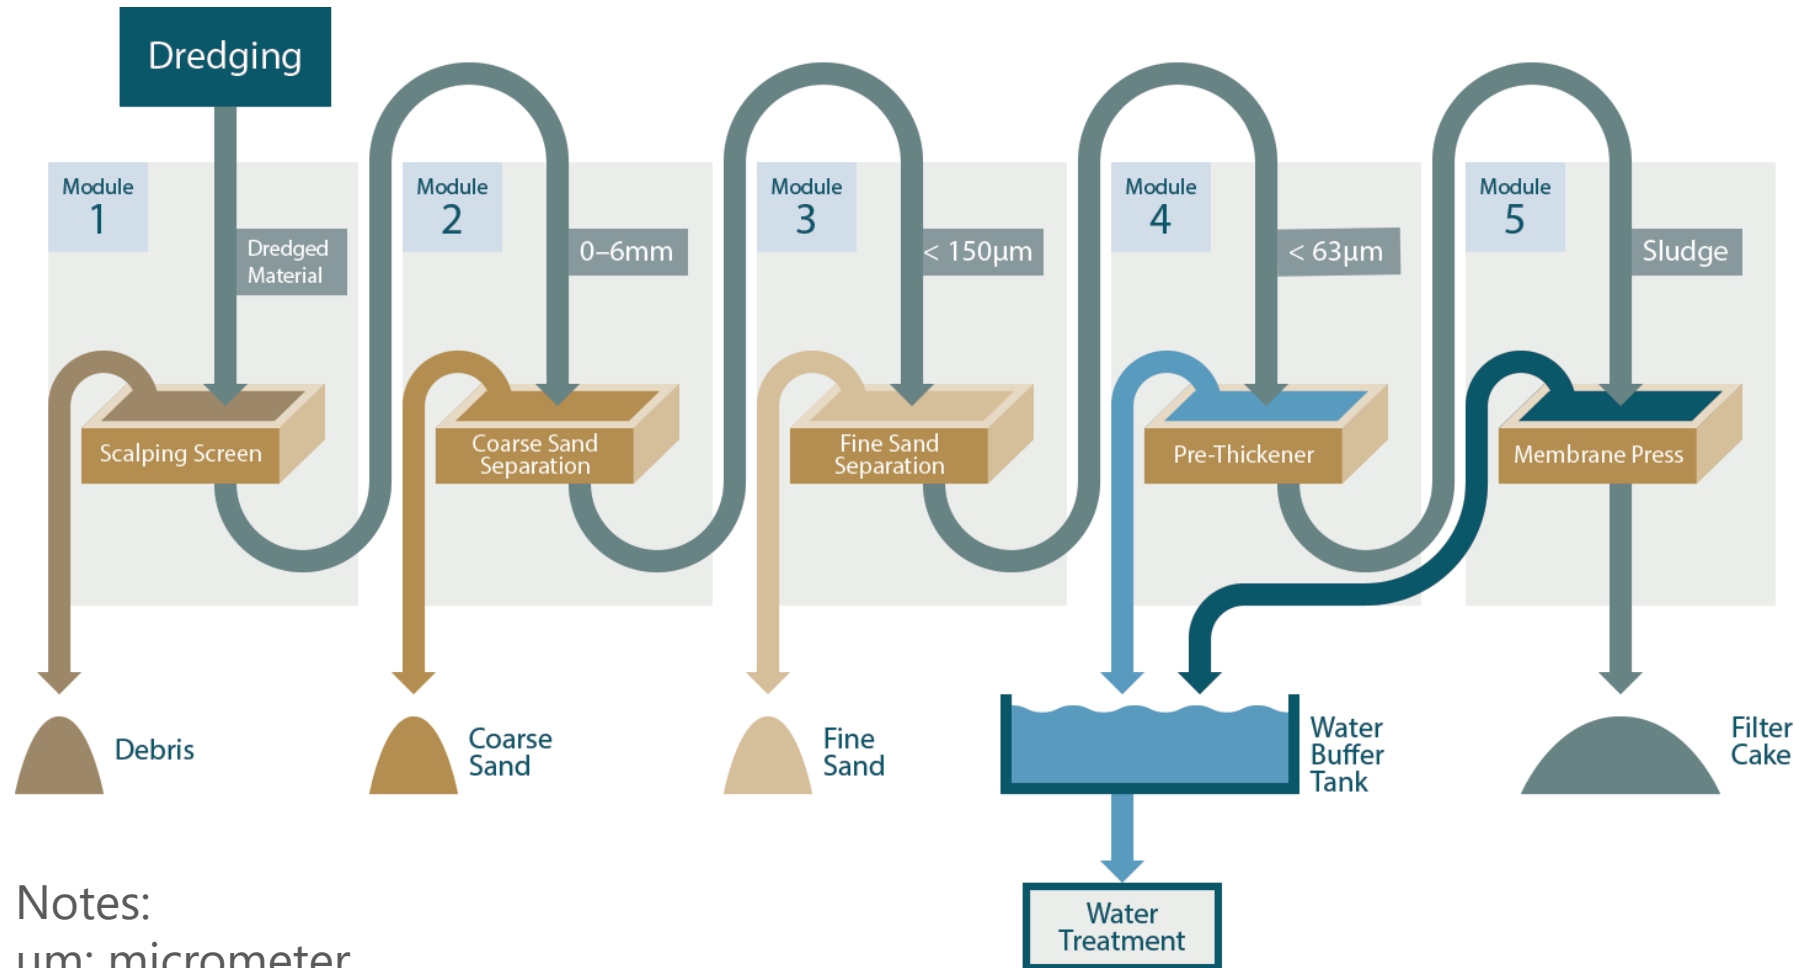 Dredging
Module
1
Module
2
Module
3
Module
4
Module
5
Dredged
Material
0–6mm
< 150µm
< 63µm
Sludge
Scalping Screen
Coarse Sand
Separation
Fine Sand
Separation
Pre-Thickener
Membrane Press
Debris
Coarse
Sand
Fine
Sand
Water
Buffer
Tank
Filter
Cake
Water
Treatment
Notes:
µm: micrometer